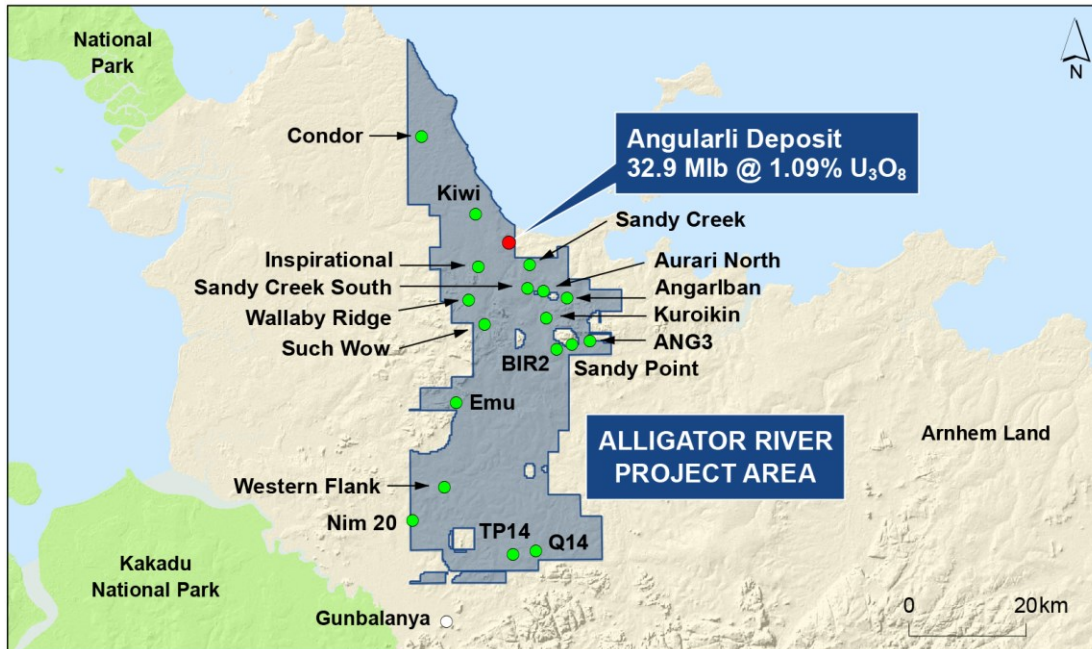 National
Park
N
Condor
Angularli Deposit
32.9 Mlb @ 1.09% U₃O₈
Kiwi
Sandy Creek
Inspirational
Aurari North
Sandy Creek South
Angarlban
Wallaby Ridge
Kuroikin
Such Wow
ANG3
BIR2
Sandy Point
Emu
ALLIGATOR RIVER
PROJECT AREA
Arnhem Land
Western Flank
Nim 20
TP14
Q14
Kakadu
National Park
Gunbalanya
0 20km